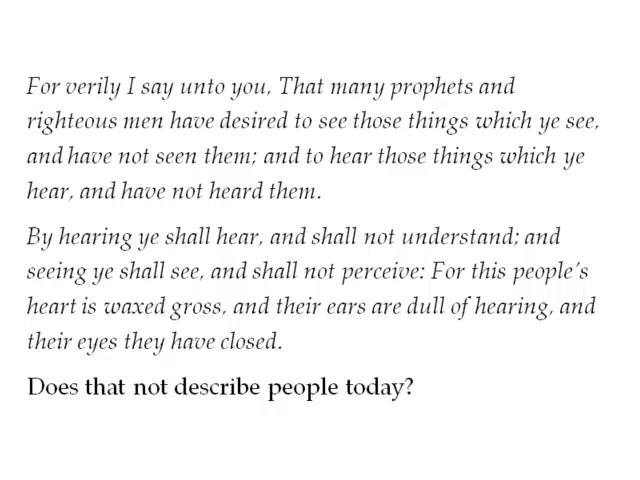 For verily I say unto you, That many prophets and
righteous men have desired to see those things which ye see,
and have not seen them; and to hear those things which ye
hear, and have not heard them.
By hearing ye shall hear, and shall not understand; and
seeing ye shall see, and shall not perceive: For this people's
heart is waxed gross, and their ears are dull of hearing, and
their eyes they have closed.
Does that not describe people today?